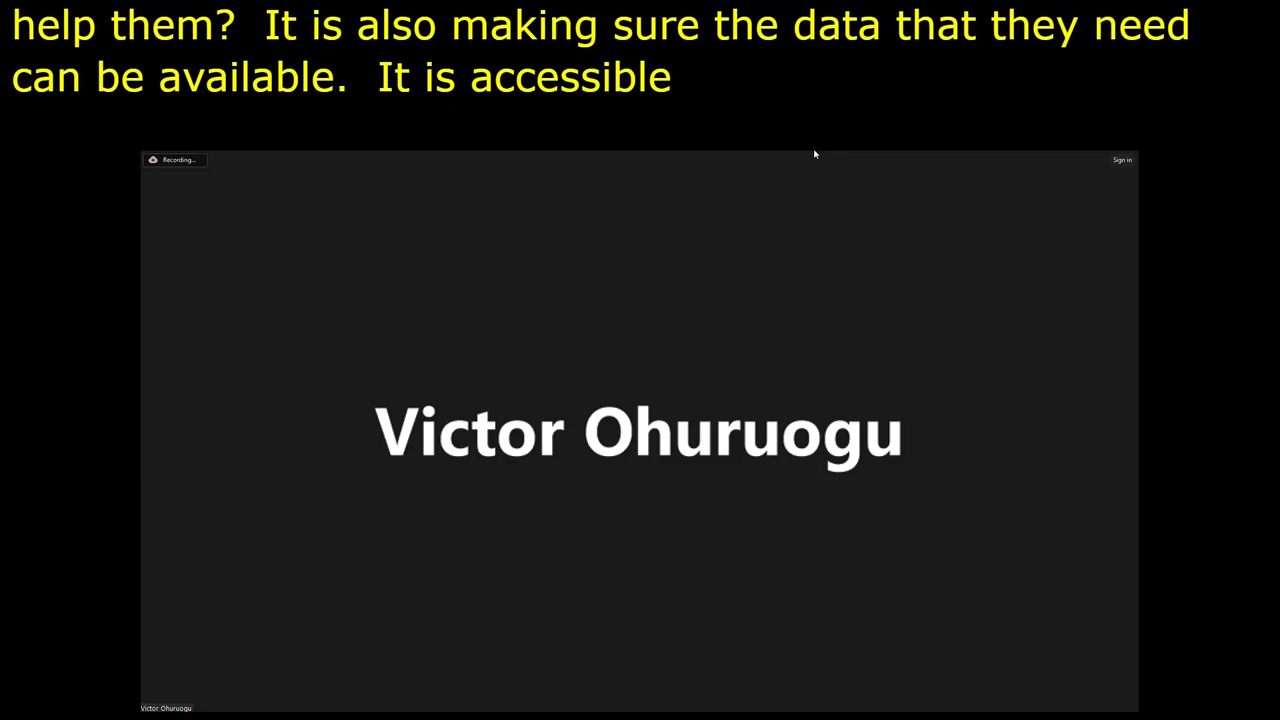 help them?  It is also making sure the data that they need
can be available.  It is accessible
Recording...
Sign in
Victor Ohuruogu
Victor Ohuruogu